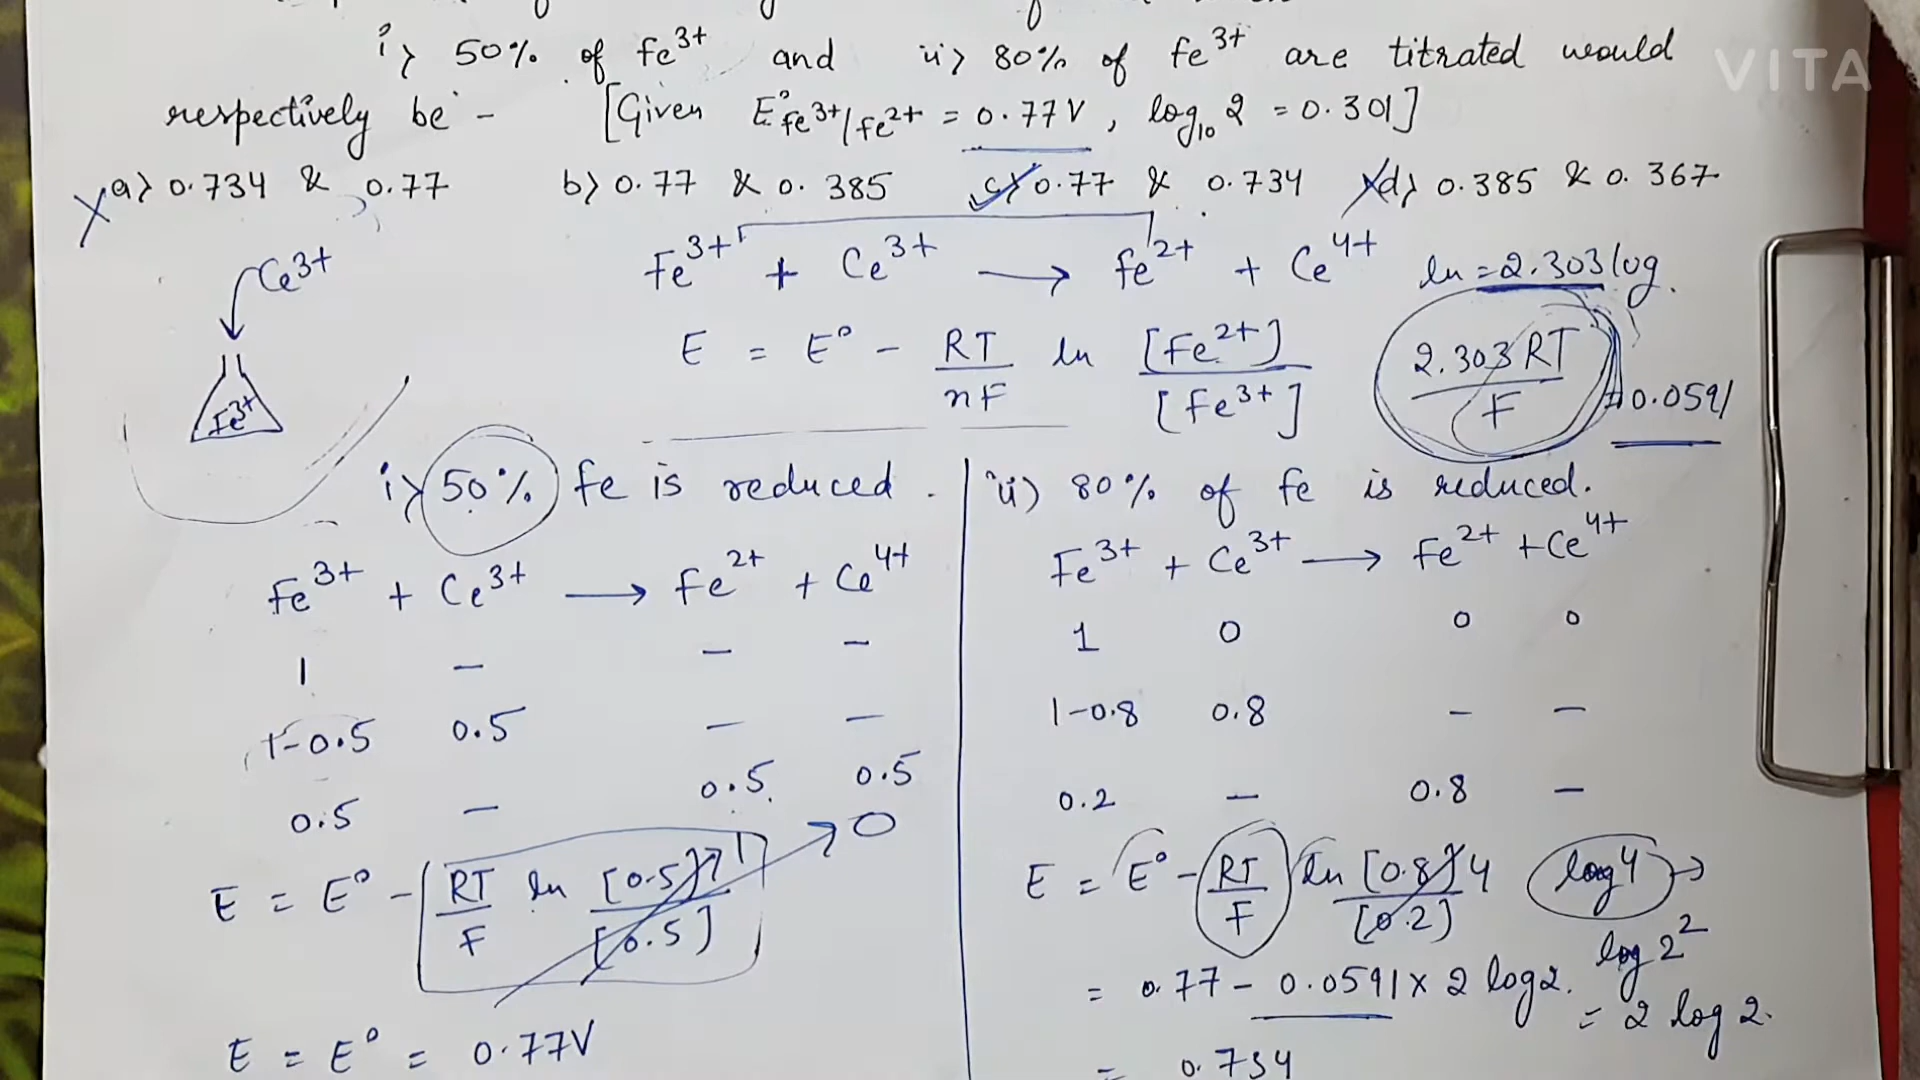 i> 50% of Fe3+ and ii> 80% of Fe3+ are titrated would
VITA
respectively be - [Given E°Fe3+/Fe2+ = 0.77V, log10 2 = 0.301]
a> 0.734 & 0.77 b> 0.77 & 0.385 c> 0.77 & 0.734 d> 0.385 & 0.367
Ce3+
Fe3+
Fe3+ + Ce3+ → Fe2+ + Ce4+ ln = 2.303 log.
E = E° - RT/nF ln [Fe2+]/[Fe3+] 2.303 RT/F = 0.0591
i> 50% Fe is reduced.
Fe3+ + Ce3+ → Fe2+ + Ce4+
1 - - -
1-0.5 0.5 - -
0.5 - 0.5 0.5
E = E° - RT/F ln [0.5]/[0.5] 1 → 0
E = E° = 0.77V
ii) 80% of Fe is reduced.
Fe3+ + Ce3+ → Fe2+ + Ce4+
1 0 0 0
1-0.8 0.8 - -
0.2 - 0.8 -
E = E° - RT/F ln [0.8]/[0.2] 4 log 4 →
log 2²
= 0.77 - 0.0591 x 2 log 2. = 2 log 2.
= 0.734